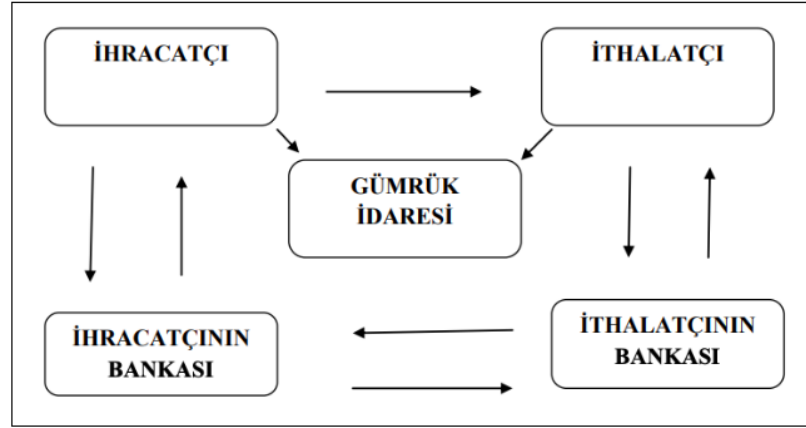 İHRACATÇI
İTHALATÇI
GÜMRÜK
İDARESİ
İHRACATÇININ
BANKASI
İTHALATÇININ
BANKASI